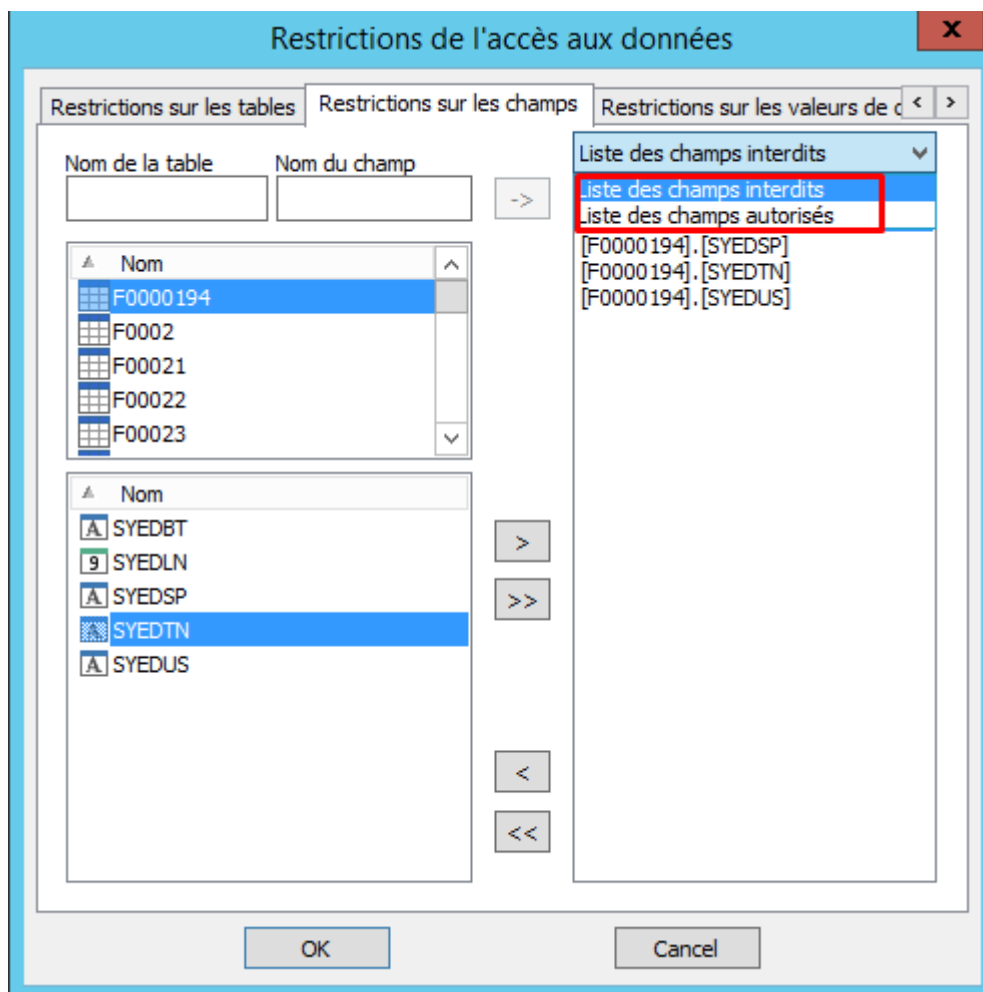 Restrictions de l'accès aux données
x
Restrictions sur les tables
Restrictions sur les champs
Restrictions sur les valeurs de c
< >
Nom de la table
Nom du champ
->
Liste des champs interdits
Liste des champs interdits
Liste des champs autorisés
[F0000194].[SYEDSP]
[F0000194].[SYEDTN]
[F0000194].[SYEDUS]
Nom
F0000194
F0002
F00021
F00022
F00023
Nom
A SYEDBT
9 SYEDLN
A SYEDSP
SYEDTN
A SYEDUS
>
>>
<
<<
OK
Cancel